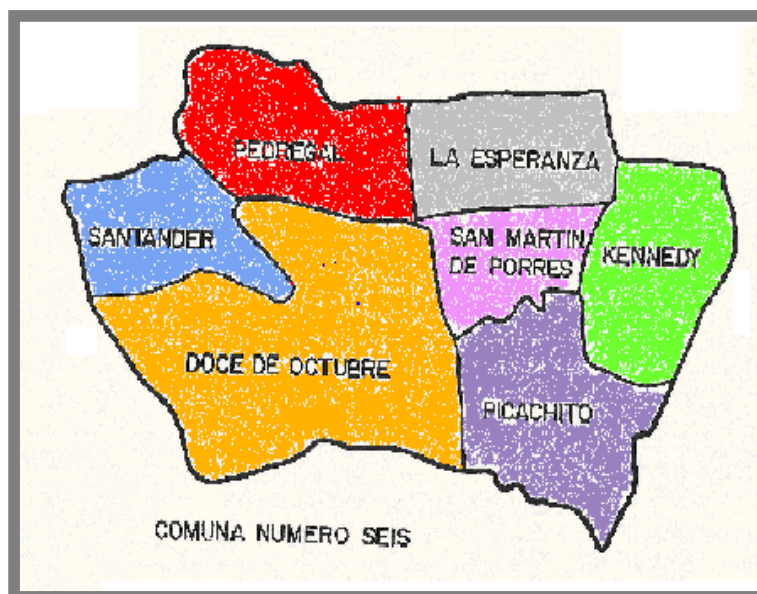 PEDREGAL
LA ESPERANZA
SANTANDER
SAN MARTIN
DE PORRES
KENNEDY
DOCE DE OCTUBRE
PICACHITO
COMUNA NUMERO SEIS